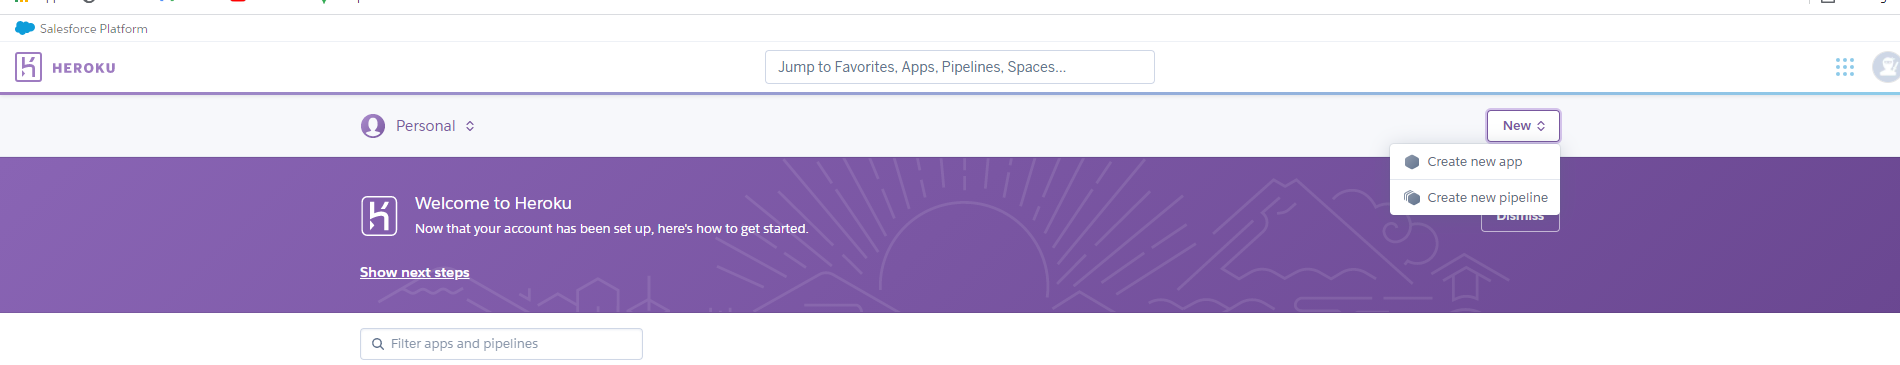 Salesforce Platform
HEROKU
Jump to Favorites, Apps, Pipelines, Spaces...
Personal
New
Create new app
Create new pipeline
Dismiss
Welcome to Heroku
Now that your account has been set up, here's how to get started.
Show next steps
Filter apps and pipelines